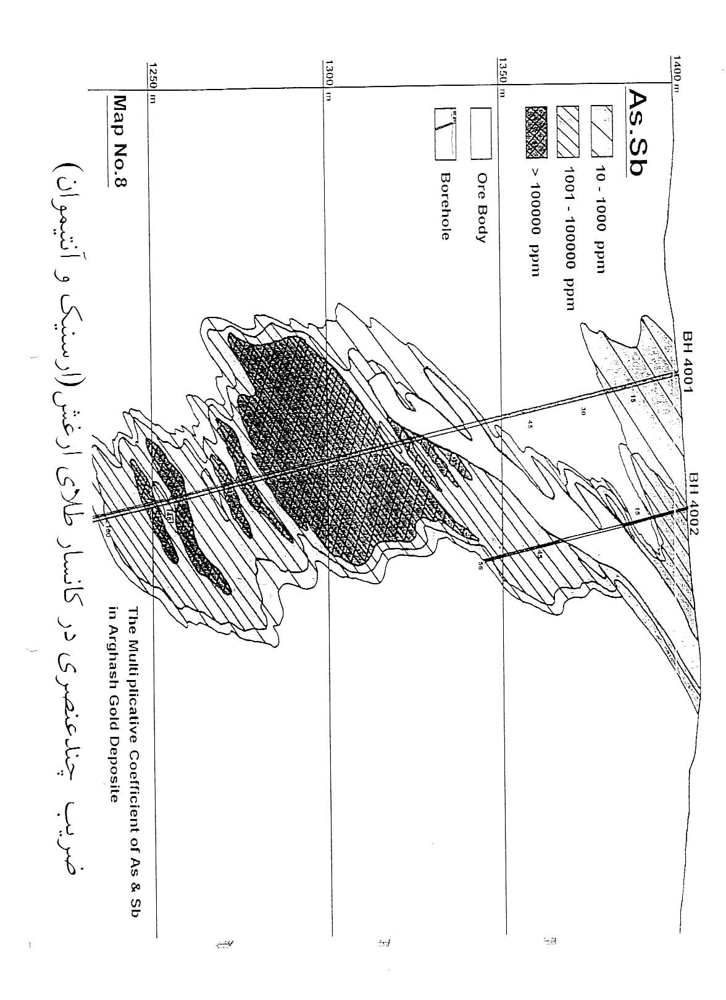 As.Sb
10 - 1000 ppm
1001 - 100000 ppm
> 100000 ppm
Ore Body
Borehole
1400 m
1350 m
1300 m
1250 m
BH 4001
BH 4002
15
30
45
15
45
56
140
160
Map No.8
The Multiplicative Coefficient of As & Sb
in Arghash Gold Deposite
ضریب چندعنصری در کانسار طلای ارغش (ارسنیک و آنتیموان)